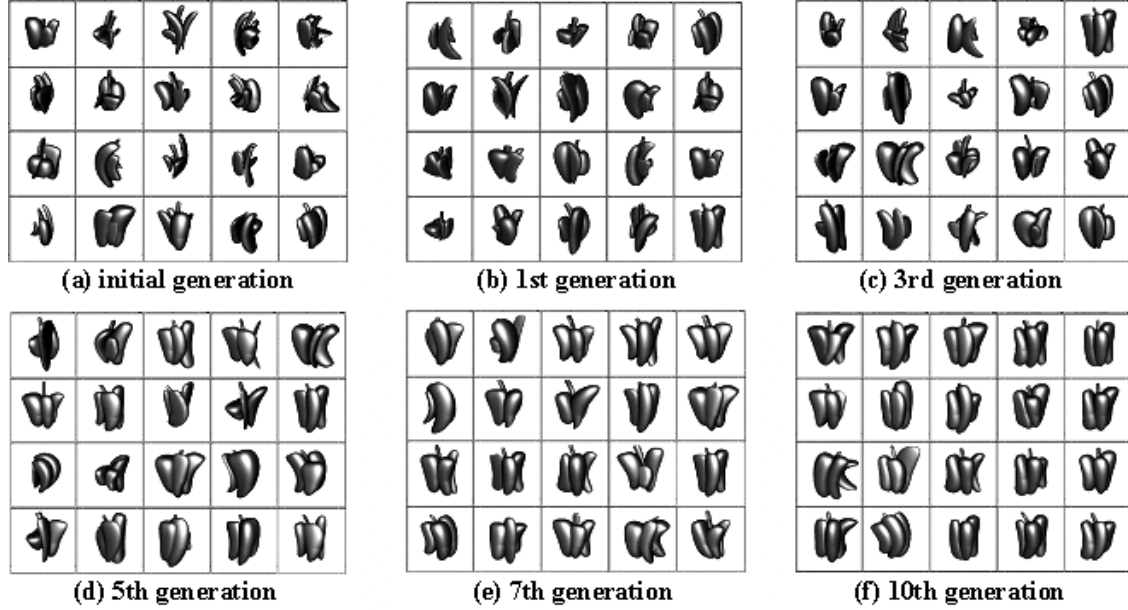 (a) initial generation
(b) 1st generation
(c) 3rd generation
(d) 5th generation
(e) 7th generation
(f) 10th generation